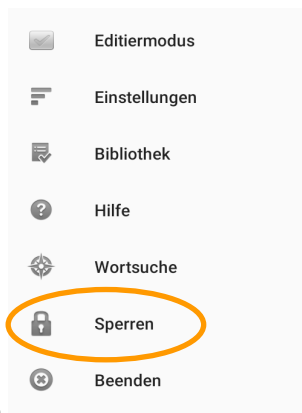 Editiermodus
Einstellungen
Bibliothek
Hilfe
Wortsuche
Sperren
Beenden